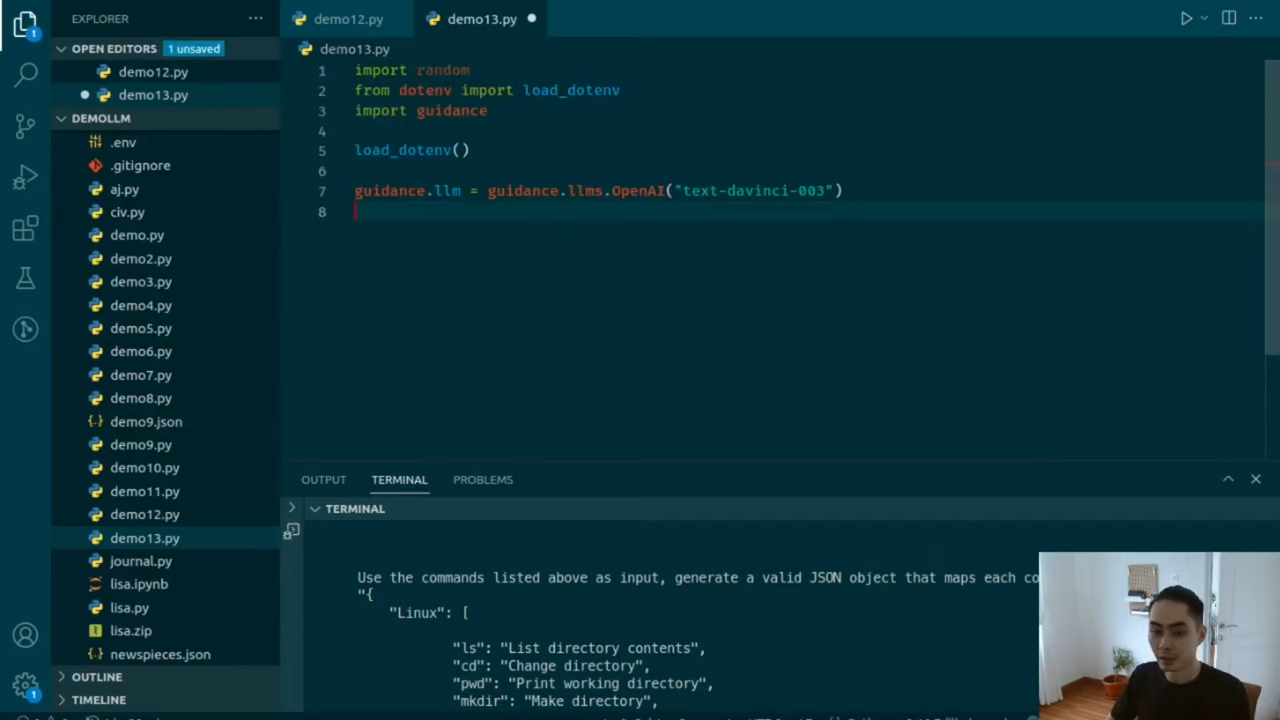 EXPLORER
OPEN EDITORS 1 unsaved
demo12.py
demo13.py
DEMOLLM
.env
.gitignore
aj.py
civ.py
demo.py
demo2.py
demo3.py
demo4.py
demo5.py
demo6.py
demo7.py
demo8.py
demo9.json
demo9.py
demo10.py
demo11.py
demo12.py
demo13.py
journal.py
lisa.ipynb
lisa.py
lisa.zip
newspieces.json
OUTLINE
TIMELINE
demo12.py demo13.py
demo13.py
1 import random
2 from dotenv import load_dotenv
3 import guidance
4
5 load_dotenv()
6
7 guidance.llm = guidance.llms.OpenAI("text-davinci-003")
8
OUTPUT TERMINAL PROBLEMS
TERMINAL
Use the commands listed above as input, generate a valid JSON object that maps each co
"{
"Linux": [
"ls": "List directory contents",
"cd": "Change directory",
"pwd": "Print working directory",
"mkdir": "Make directory",